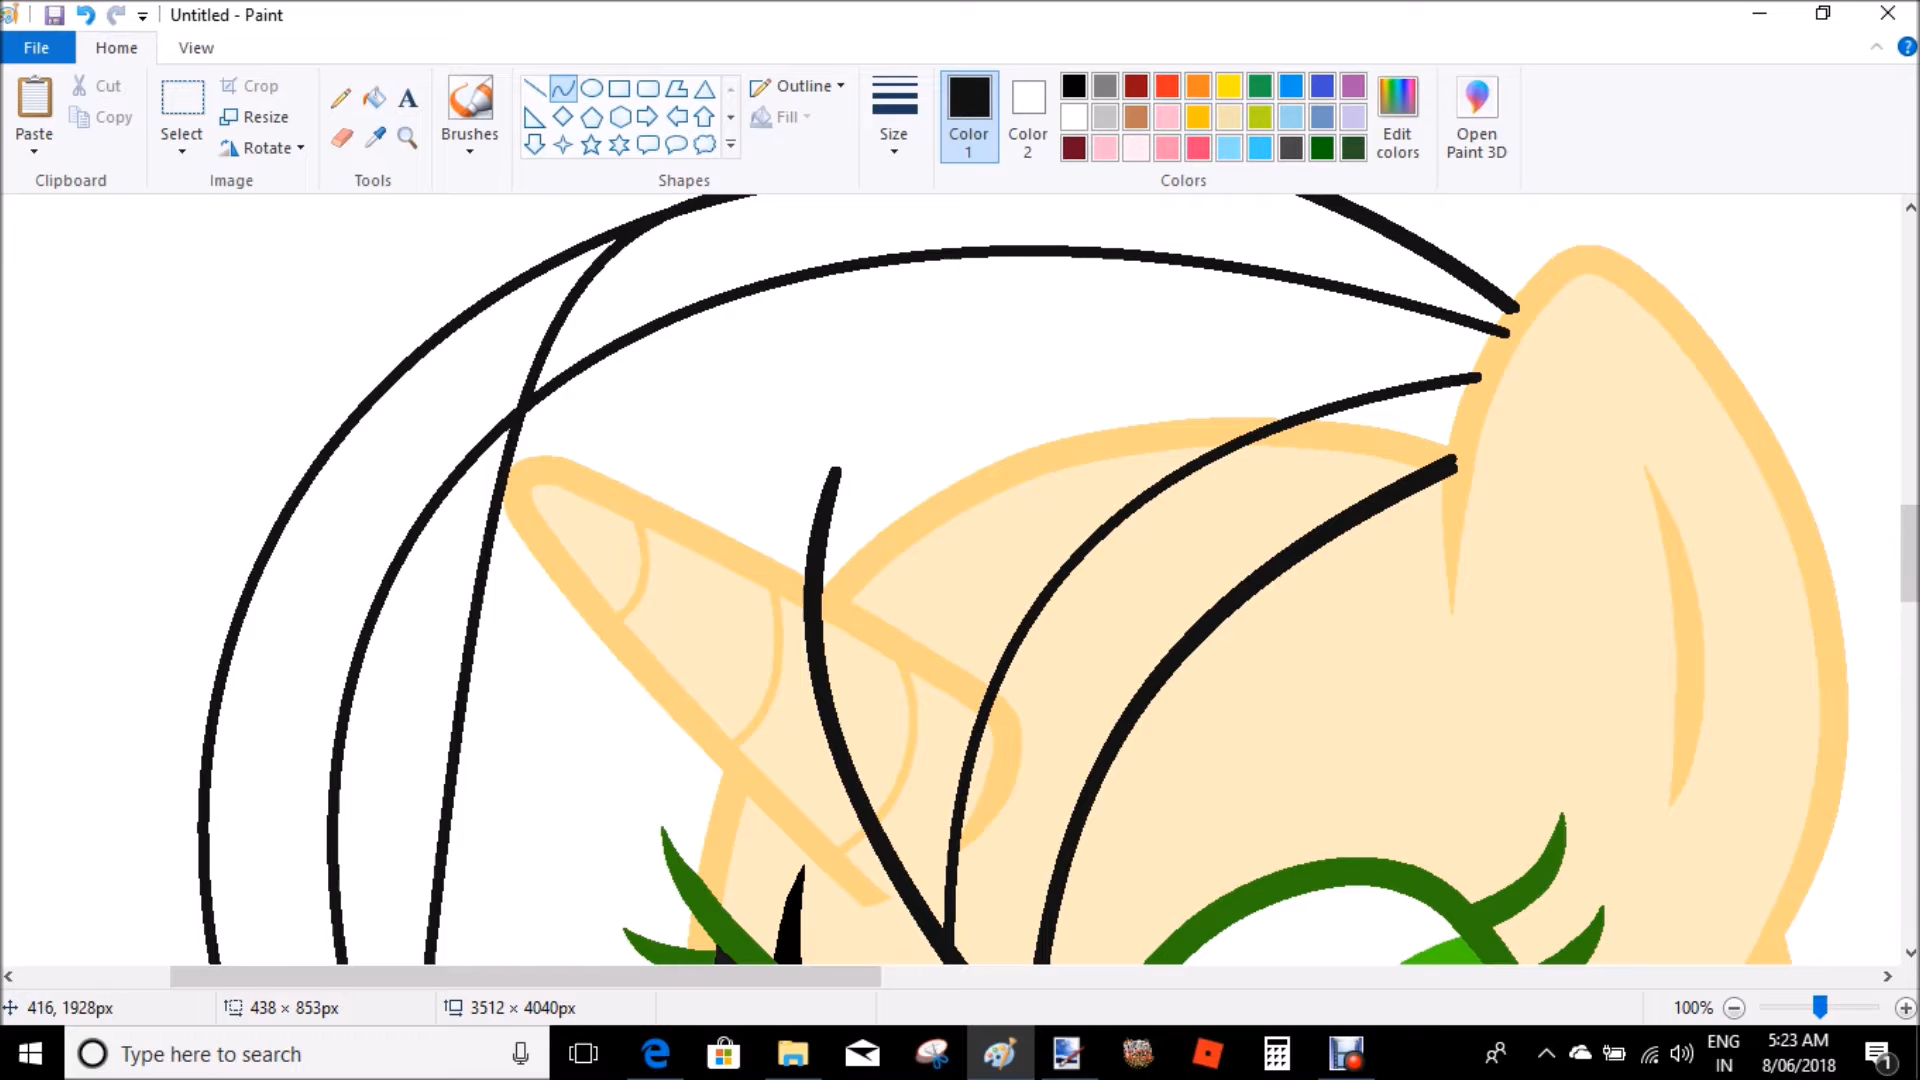 Untitled - Paint
File Home View
Paste
Cut
Copy
Clipboard
Select
Crop
Resize
Rotate
Image
A
Tools
Brushes
Shapes
Outline
Fill
Size
Color 1
Color 2
Colors
Edit colors
Open Paint 3D
416, 1928px
438 × 853px
3512 × 4040px
100%
Type here to search
ENG
IN
5:23 AM
8/06/2018
1